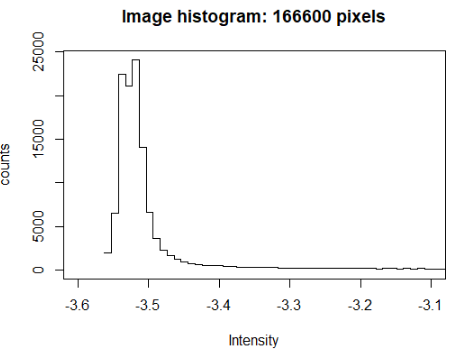 Image histogram: 166600 pixels
25000
15000
5000
0
counts
-3.6 -3.5 -3.4 -3.3 -3.2 -3.1
Intensity